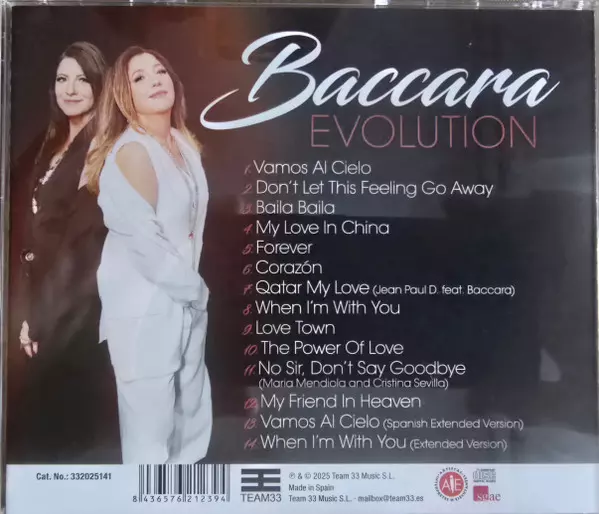 Baccara
EVOLUTION
1. Vamos Al Cielo
2. Don't Let This Feeling Go Away
3. Baila Baila
4. My Love In China
5. Forever
6. Corazón
7. Qatar My Love (Jean Paul D. feat. Baccara)
8. When I'm With You
9. Love Town
10. The Power Of Love
11. No Sir, Don't Say Goodbye
(Maria Mendiola and Cristina Sevilla)
12. My Friend In Heaven
13. Vamos Al Cielo (Spanish Extended Version)
14. When I'm With You (Extended Version)
Cat. No.: 332025141
8 436576 212394
TEAM33
℗ & © 2025 Team 33 Music S.L.
Made in Spain
Team 33 Music S.L. · mailbox@team33.es
AIE
sgae